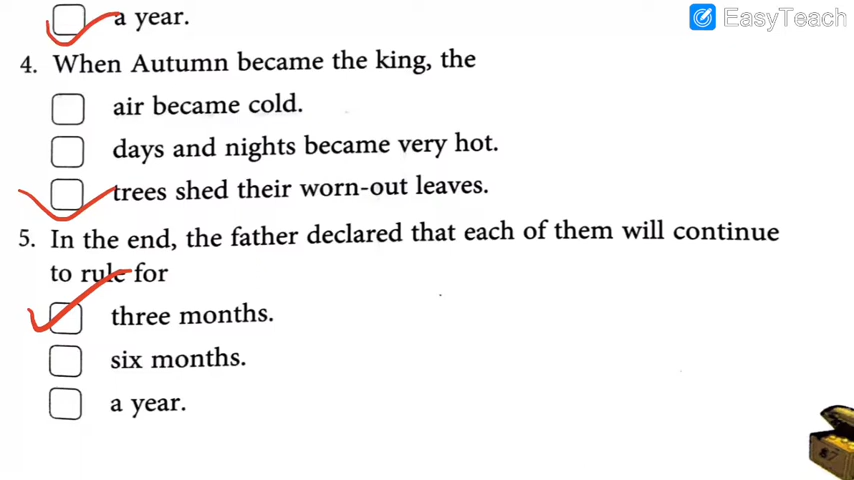 EasyTeach
a year.
4. When Autumn became the king, the
air became cold.
days and nights became very hot.
trees shed their worn-out leaves.
5. In the end, the father declared that each of them will continue
to rule for
three months.
six months.
a year.
87